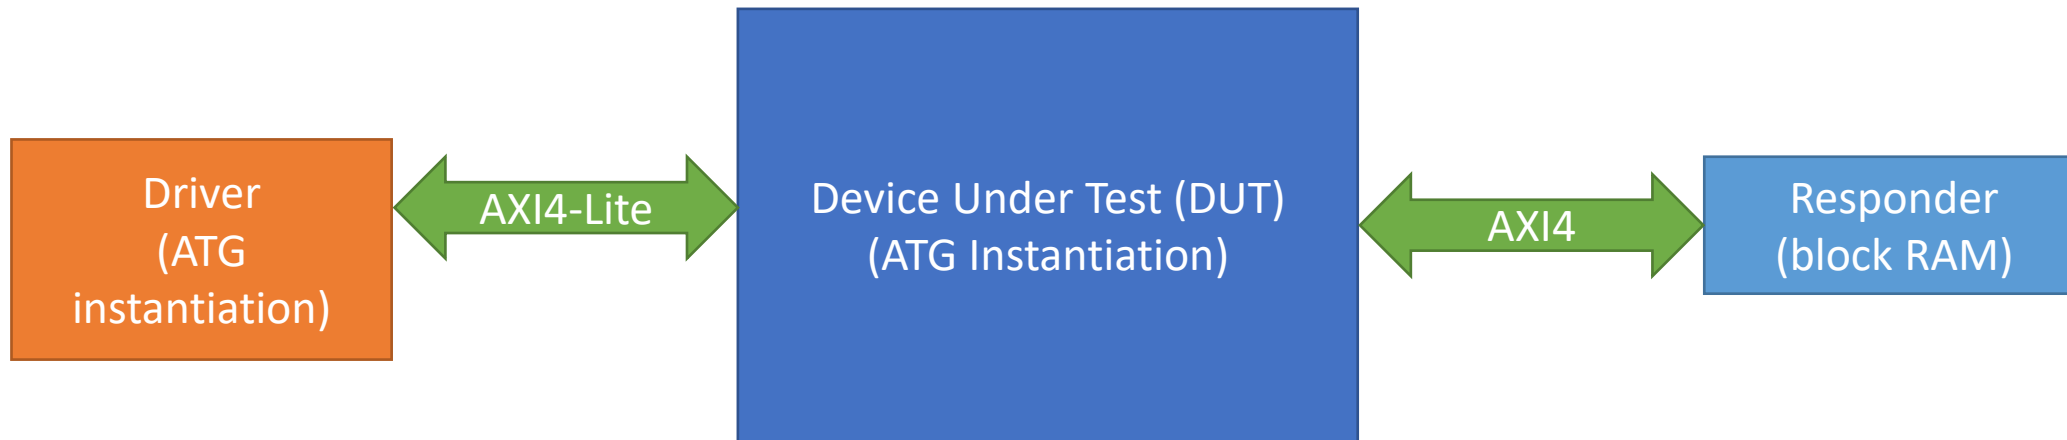 Driver
(ATG
instantiation)
AXI4-Lite
Device Under Test (DUT)
(ATG Instantiation)
AXI4
Responder
(block RAM)